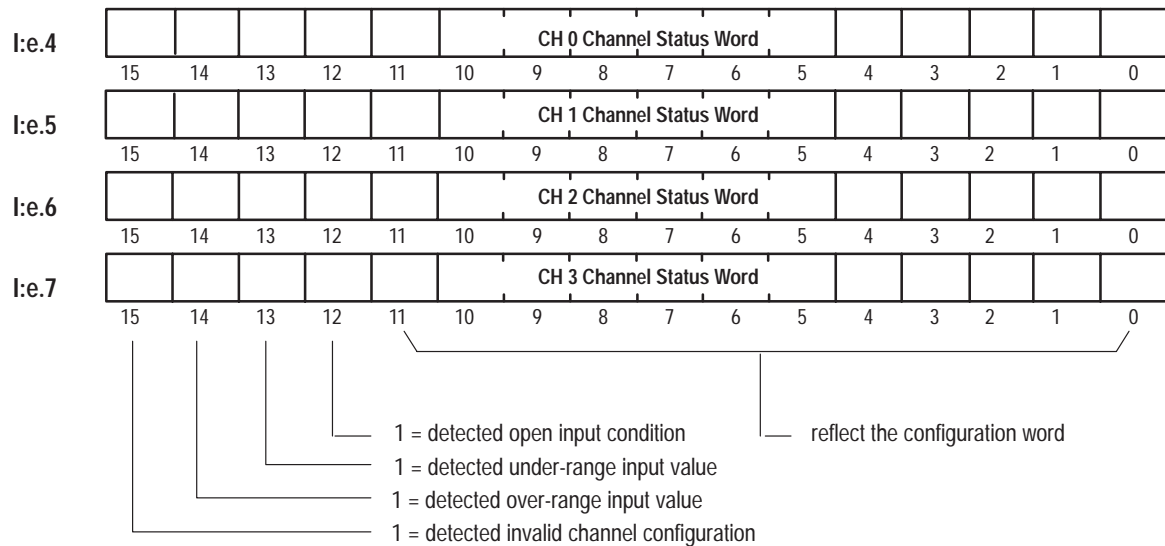 I:e.4
CH 0 Channel Status Word
15 14 13 12 11 10 9 8 7 6 5 4 3 2 1 0
I:e.5
CH 1 Channel Status Word
15 14 13 12 11 10 9 8 7 6 5 4 3 2 1 0
I:e.6
CH 2 Channel Status Word
15 14 13 12 11 10 9 8 7 6 5 4 3 2 1 0
I:e.7
CH 3 Channel Status Word
15 14 13 12 11 10 9 8 7 6 5 4 3 2 1 0
1 = detected open input condition
reflect the configuration word
1 = detected under-range input value
1 = detected over-range input value
1 = detected invalid channel configuration